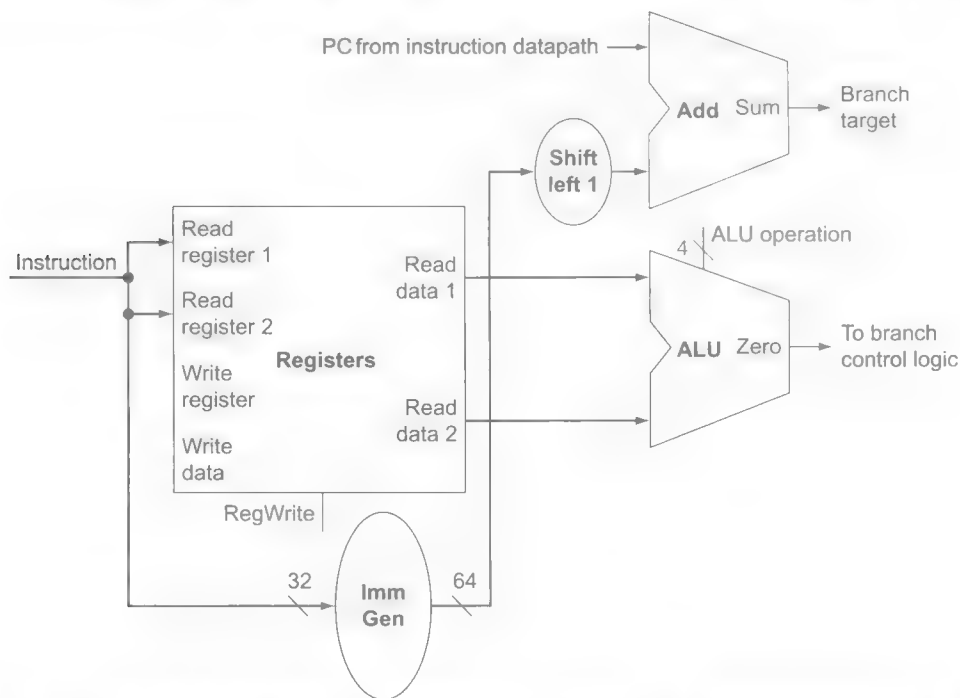 PC from instruction datapath
Add
Sum
Branch
target
Shift
left 1
ALU operation
4
Instruction
Read
register 1
Read
data 1
Read
register 2
Registers
ALU
Zero
To branch
control logic
Write
register
Read
data 2
Write
data
RegWrite
32
Imm
Gen
64